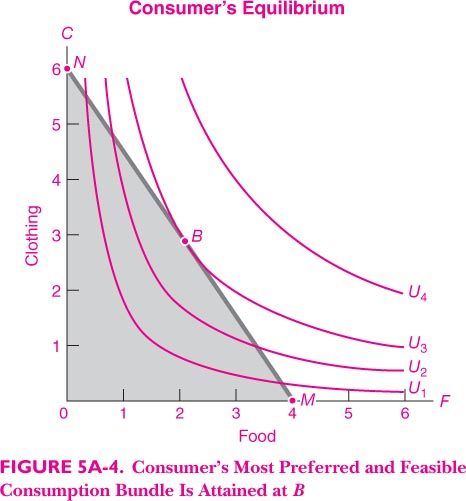 Consumer's Equilibrium
C
6 N
5
4
3 B
2
1
Clothing
U4
U3
U2
U1
M F
0 1 2 3 4 5 6
Food
FIGURE 5A-4. Consumer's Most Preferred and Feasible
Consumption Bundle Is Attained at B